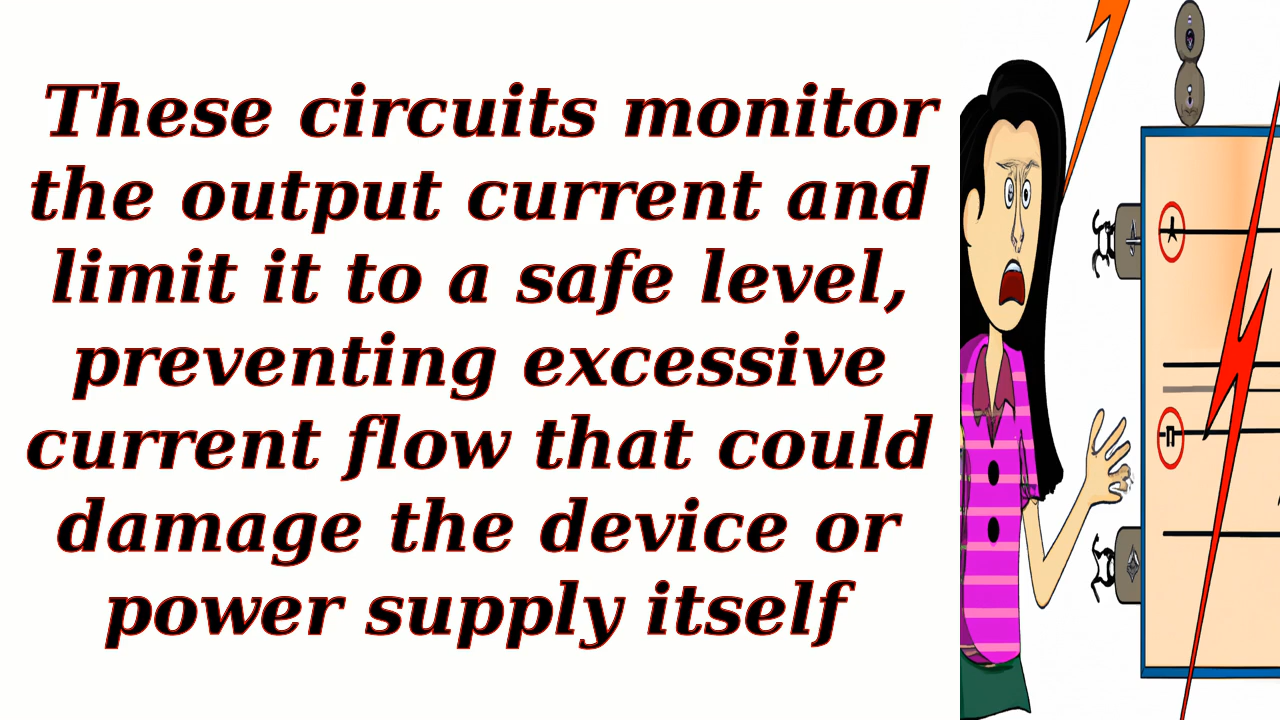 These circuits monitor
the output current and
limit it to a safe level,
preventing excessive
current flow that could
damage the device or
power supply itself